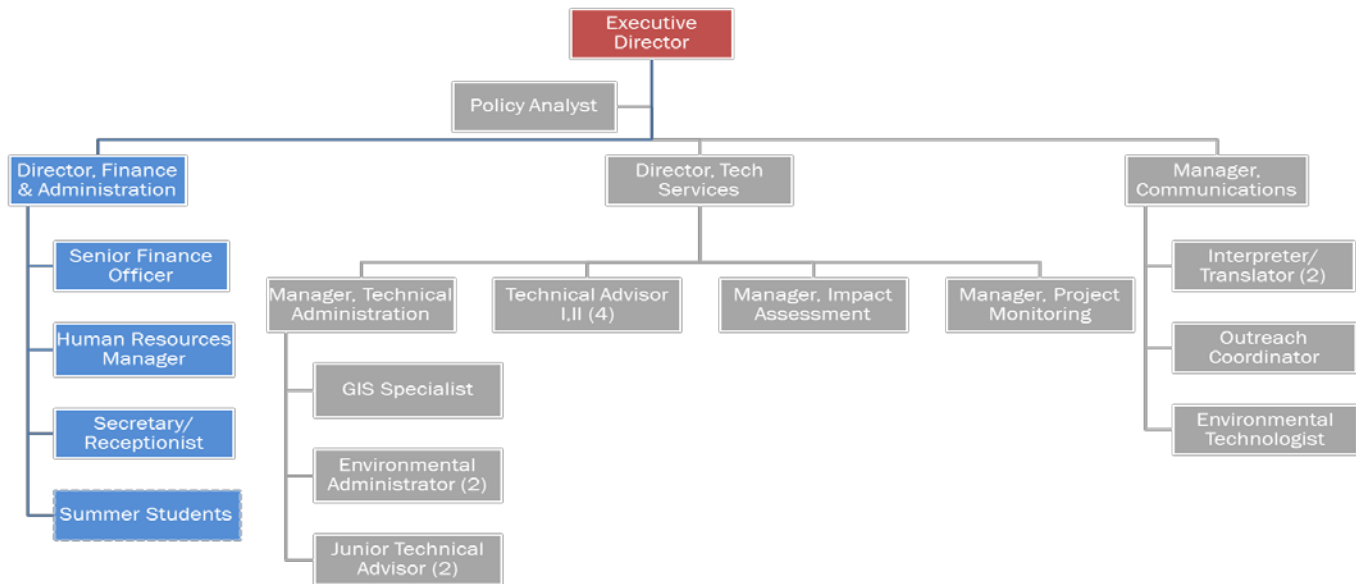 Executive
Director
Policy Analyst
Director, Finance
& Administration
Director, Tech
Services
Manager,
Communications
Senior Finance
Officer
Human Resources
Manager
Secretary/
Receptionist
Summer Students
Manager, Technical
Administration
Technical Advisor
I,II (4)
Manager, Impact
Assessment
Manager, Project
Monitoring
GIS Specialist
Environmental
Administrator (2)
Junior Technical
Advisor (2)
Interpreter/
Translator (2)
Outreach
Coordinator
Environmental
Technologist